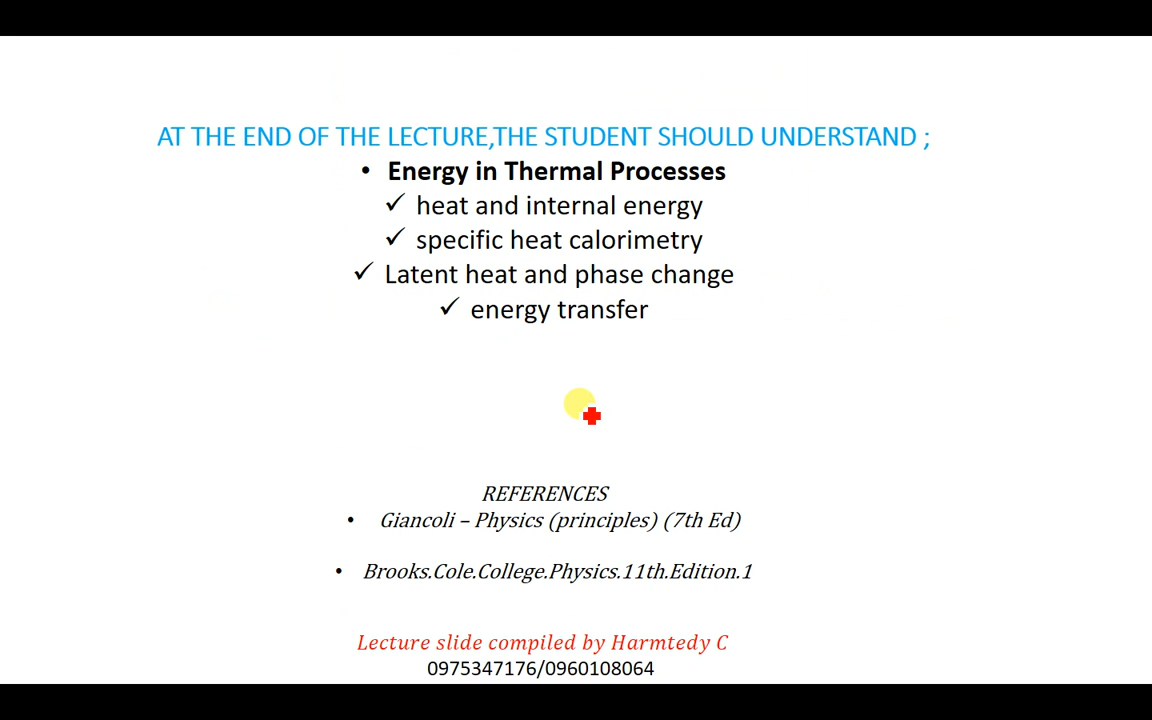 AT THE END OF THE LECTURE,THE STUDENT SHOULD UNDERSTAND ;
• Energy in Thermal Processes
✓ heat and internal energy
✓ specific heat calorimetry
✓ Latent heat and phase change
✓ energy transfer
REFERENCES
• Giancoli – Physics (principles) (7th Ed)
• Brooks.Cole.College.Physics.11th.Edition.1
Lecture slide compiled by Harmtedy C
0975347176/0960108064